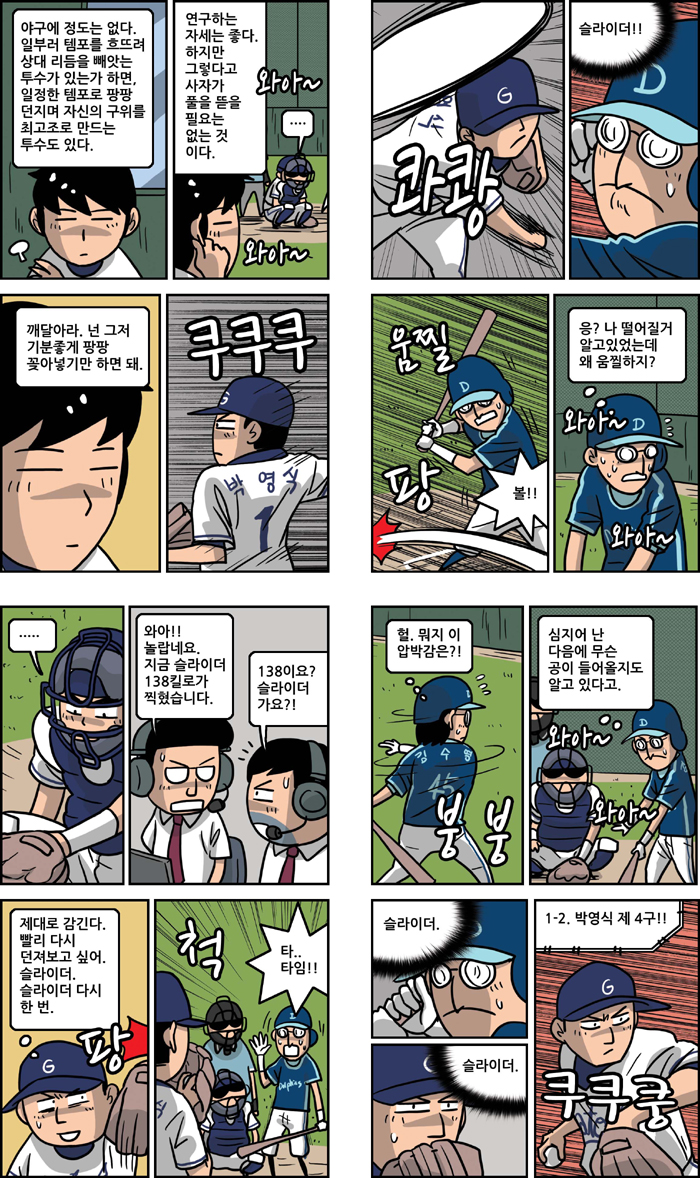 야구에 정도는 없다.
일부러 템포를 흐뜨려
상대 리듬을 빼앗는
투수가 있는가 하면,
일정한 템포로 팡팡
던지며 자신의 구위를
최고조로 만드는
투수도 있다.
연구하는
자세는 좋다.
하지만
그렇다고
사자가
풀을 뜯을
필요는
없는 것
이다.
와아~
....
와아~
깨달아라. 넌 그저
기분좋게 팡팡
꽂아넣기만 하면 돼.
쿠쿠쿠
G
박영식
1
G
영식
콰쾅
슬라이더!!
D
움찔
D
팡
볼!!
응? 나 떨어질거
알고있었는데
왜 움찔하지?
와아~
D
와아~
.....
와아!!
놀랍네요.
지금 슬라이더
138킬로가
찍혔습니다.
138이요?
슬라이더
가요?!
제대로 감긴다.
빨리 다시
던져보고 싶어.
슬라이더.
슬라이더 다시
한 번.
팡
G
척
타..
타임!!
Dolphins
헐. 뭐지 이
압박감은?!
김수영
붕 붕
심지어 난
다음에 무슨
공이 들어올지도
알고 있다고.
와아~
D
와아~
슬라이더.
D
슬라이더.
G
1-2. 박영식 제 4구!!
G
쿠쿠쿵